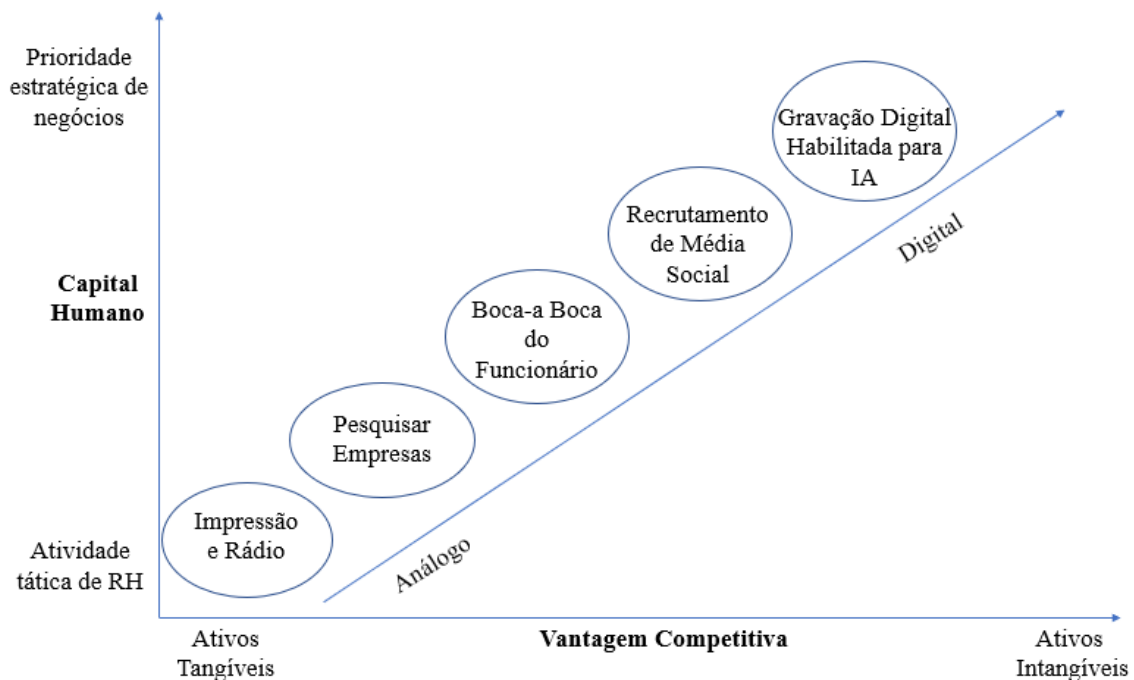 Prioridade
estratégica de
negócios
Gravação Digital
Habilitada para
IA
Recrutamento
de Média
Social
Digital
Capital
Humano
Boca-a Boca
do
Funcionário
Pesquisar
Empresas
Impressão
e Rádio
Análogo
Atividade
tática de RH
Ativos
Tangíveis
Vantagem Competitiva
Ativos
Intangíveis